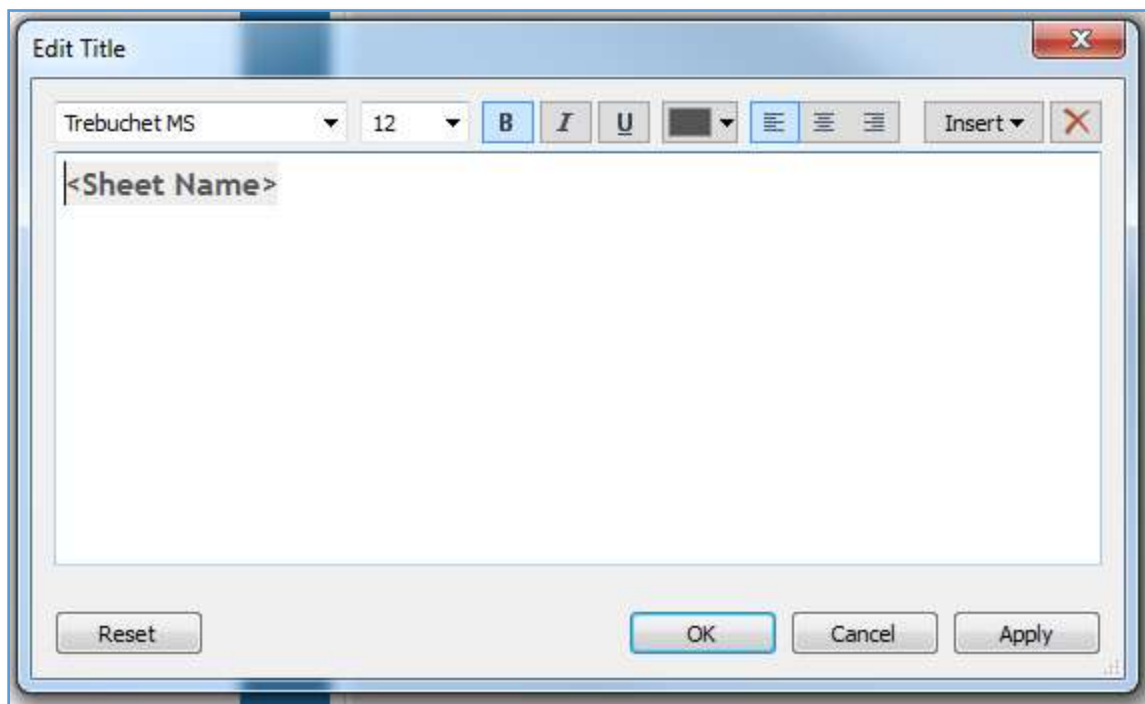 Edit Title
Trebuchet MS 12 B I U Insert
<Sheet Name>
Reset OK Cancel Apply